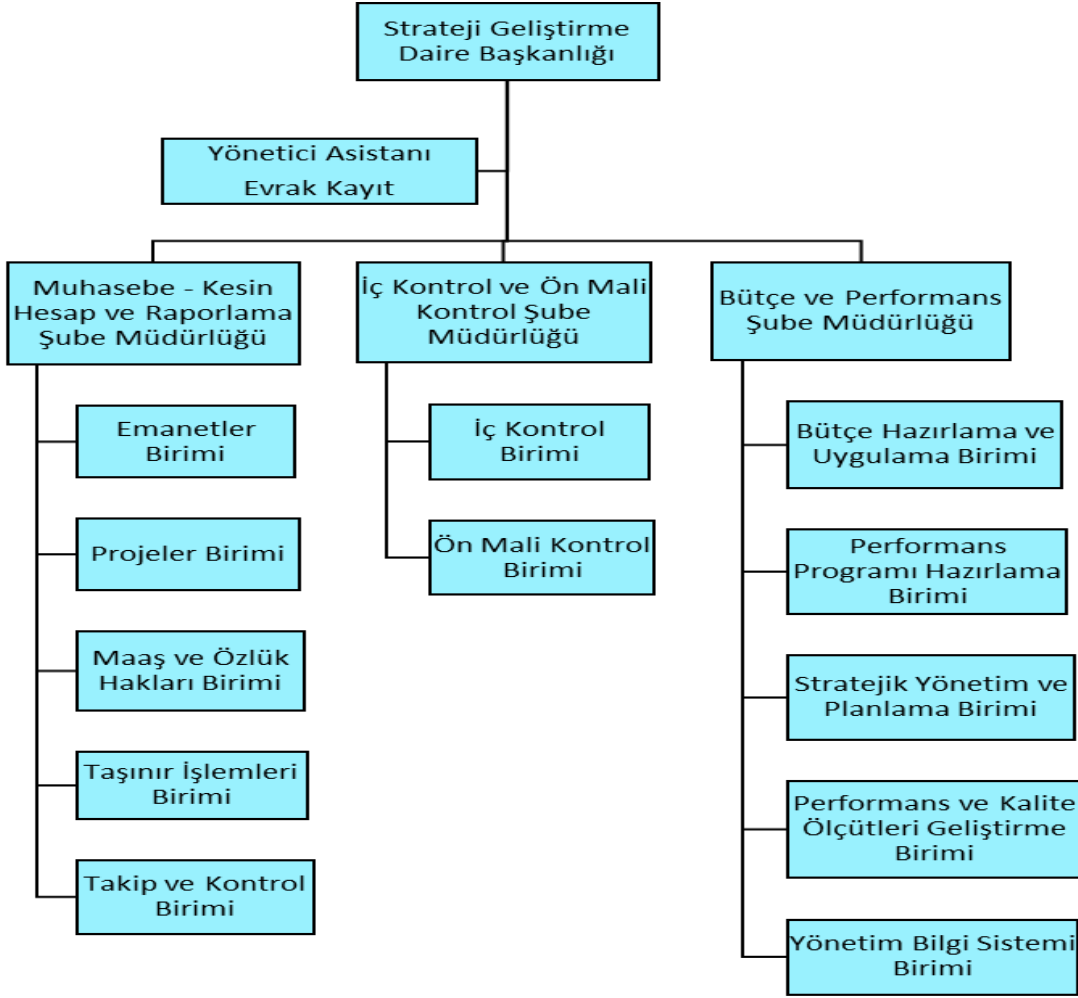 Strateji Geliştirme
Daire Başkanlığı
Yönetici Asistanı
Evrak Kayıt
Muhasebe - Kesin
Hesap ve Raporlama
Şube Müdürlüğü
Emanetler
Birimi
Projeler Birimi
Maaş ve Özlük
Hakları Birimi
Taşınır İşlemleri
Birimi
Takip ve Kontrol
Birimi
İç Kontrol ve Ön Mali
Kontrol Şube
Müdürlüğü
İç Kontrol
Birimi
Ön Mali Kontrol
Birimi
Bütçe ve Performans
Şube Müdürlüğü
Bütçe Hazırlama ve
Uygulama Birimi
Performans
Programı Hazırlama
Birimi
Stratejik Yönetim ve
Planlama Birimi
Performans ve Kalite
Ölçütleri Geliştirme
Birimi
Yönetim Bilgi Sistemi
Birimi